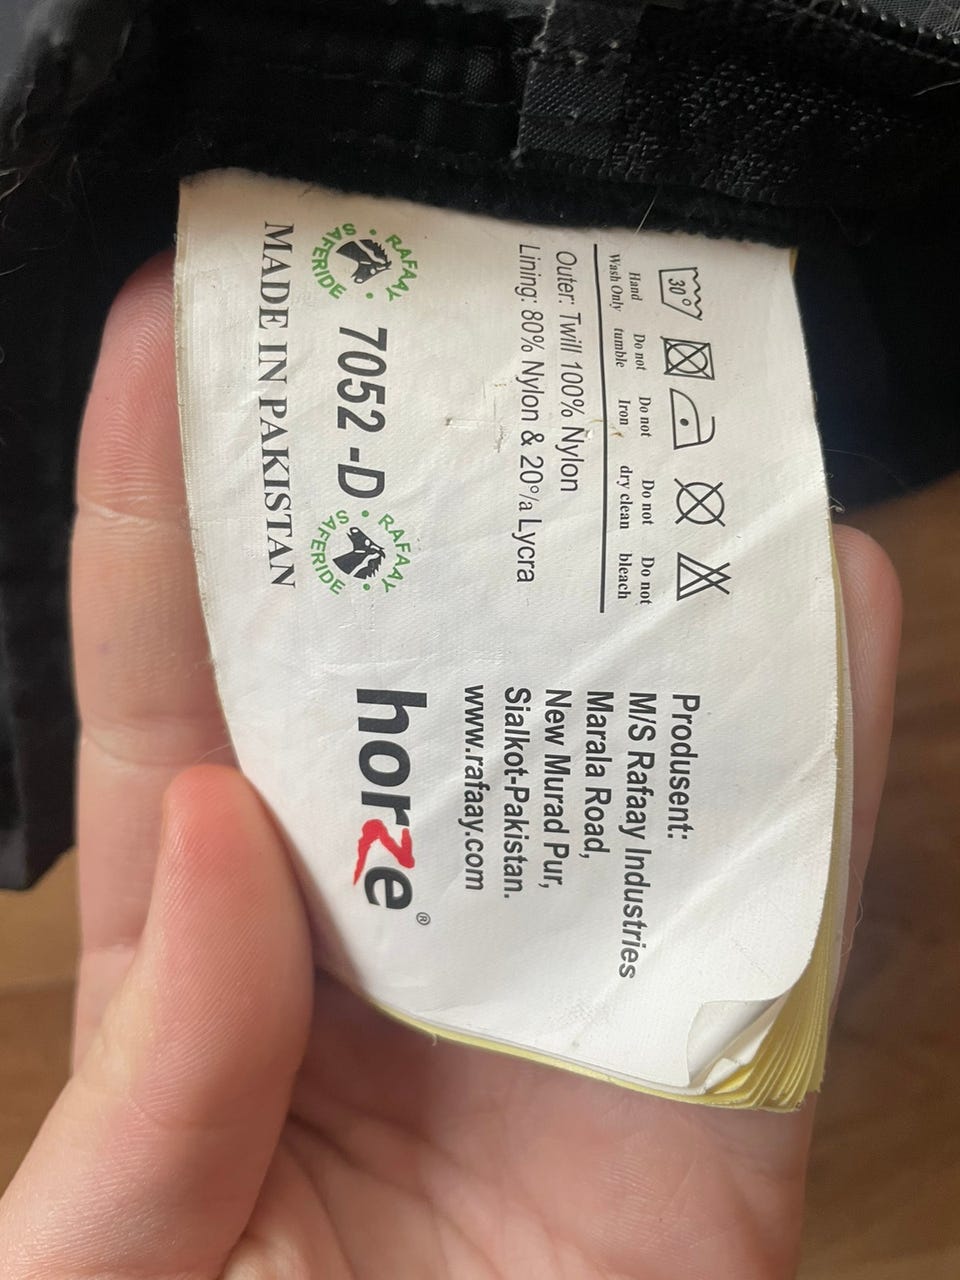 30°
Hand Wash Only
Do not tumble
Do not Iron
Do not dry clean
Do not bleach
Outer: Twill 100% Nylon
Lining: 80% Nylon & 20°/a Lycra
RAFAAY SAFERIDE
7052 -D
RAFAAY SAFERIDE
MADE IN PAKISTAN
Produsent:
M/S Rafaay Industries
Marala Road,
New Murad Pur,
Sialkot-Pakistan.
www.rafaay.com
horze®